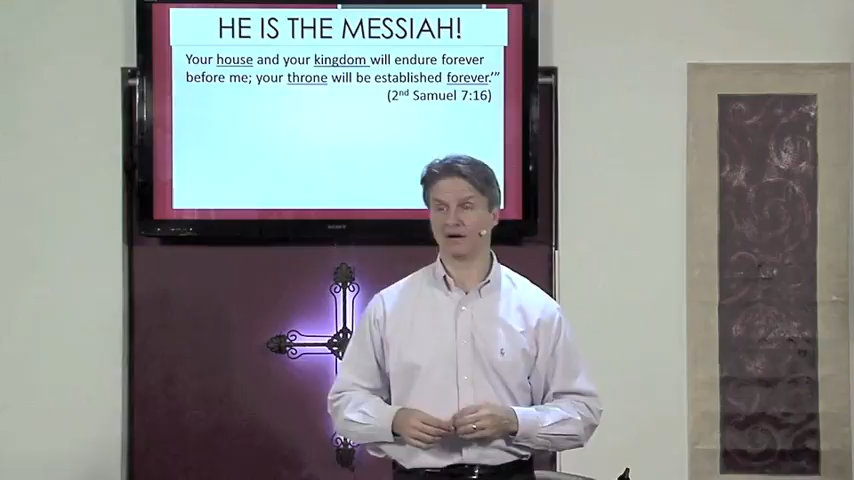 HE IS THE MESSIAH!
Your house and your kingdom will endure forever
before me; your throne will be established forever.’”
(2nd Samuel 7:16)
SONY